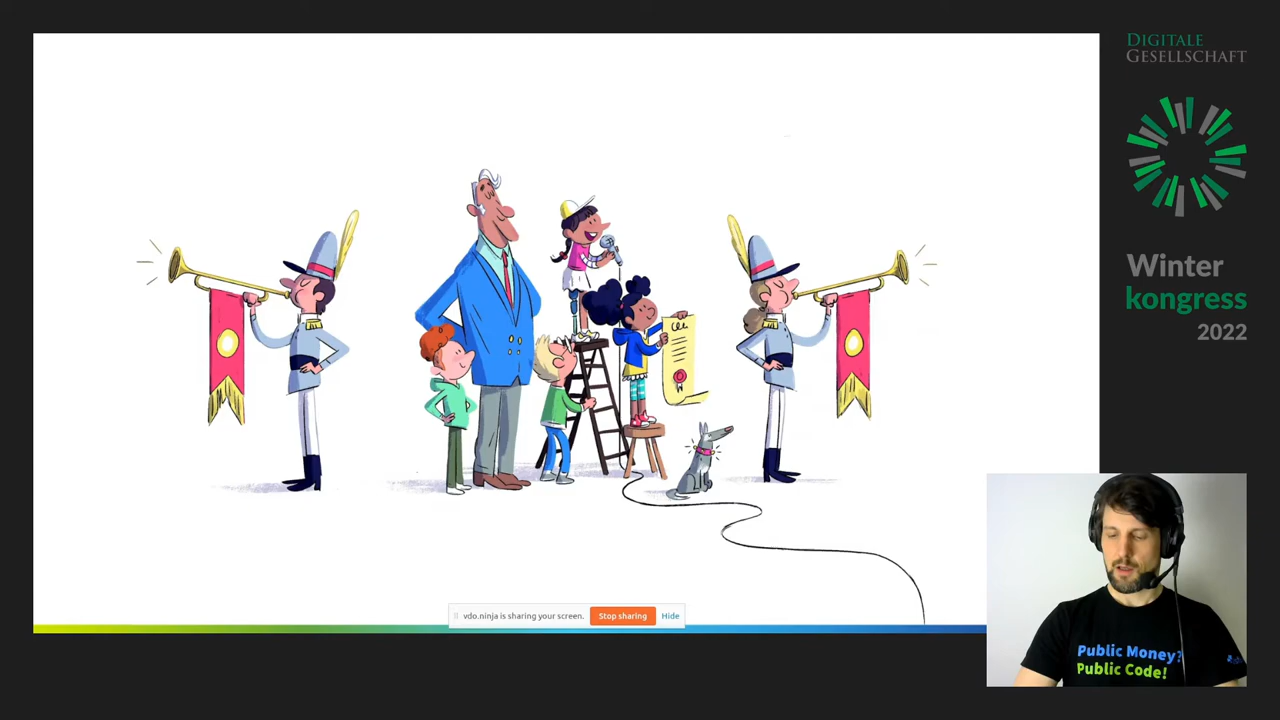 DIGITALE
GESELLSCHAFT
Winter
kongress
2022
vdo.ninja is sharing your screen.
Stop sharing
Hide
Public Money?
Public Code!